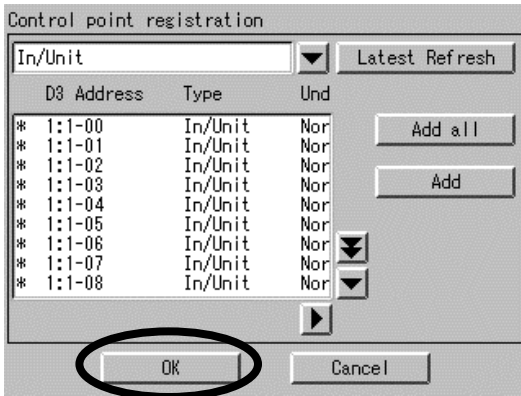 Control point registration
In/Unit Latest Refresh
D3 Address Type Und
* 1:1-00 In/Unit Nor
* 1:1-01 In/Unit Nor
* 1:1-02 In/Unit Nor
* 1:1-03 In/Unit Nor
* 1:1-04 In/Unit Nor
* 1:1-05 In/Unit Nor
* 1:1-06 In/Unit Nor
* 1:1-07 In/Unit Nor
* 1:1-08 In/Unit Nor
Add all
Add
OK Cancel